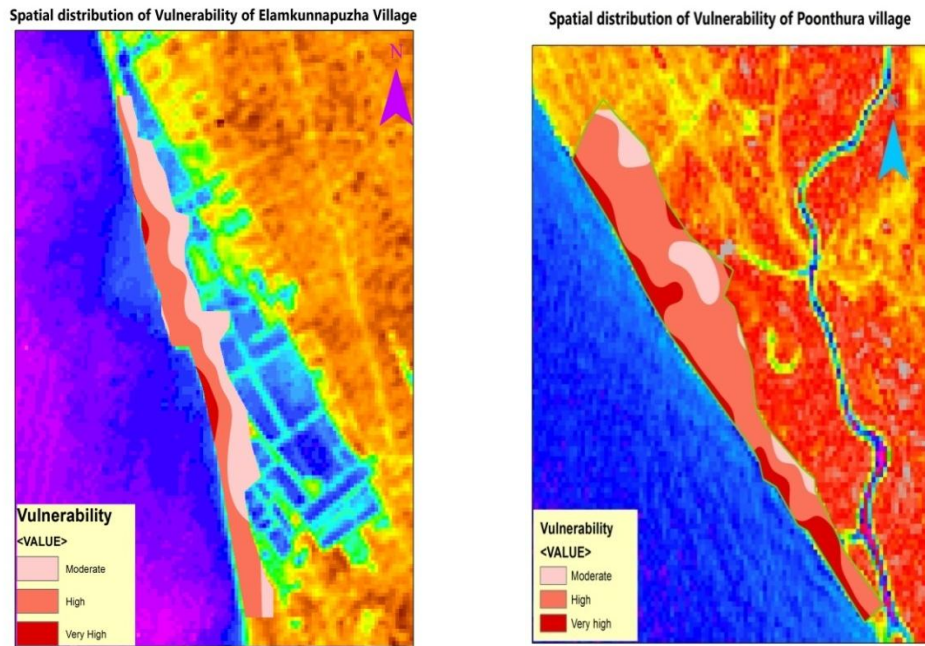 Spatial distribution of Vulnerability of Elamkunnapuzha Village
N
Vulnerability
<VALUE>
Moderate
High
Very High
Spatial distribution of Vulnerability of Poonthura village
Vulnerability
<VALUE>
Moderate
High
Very high